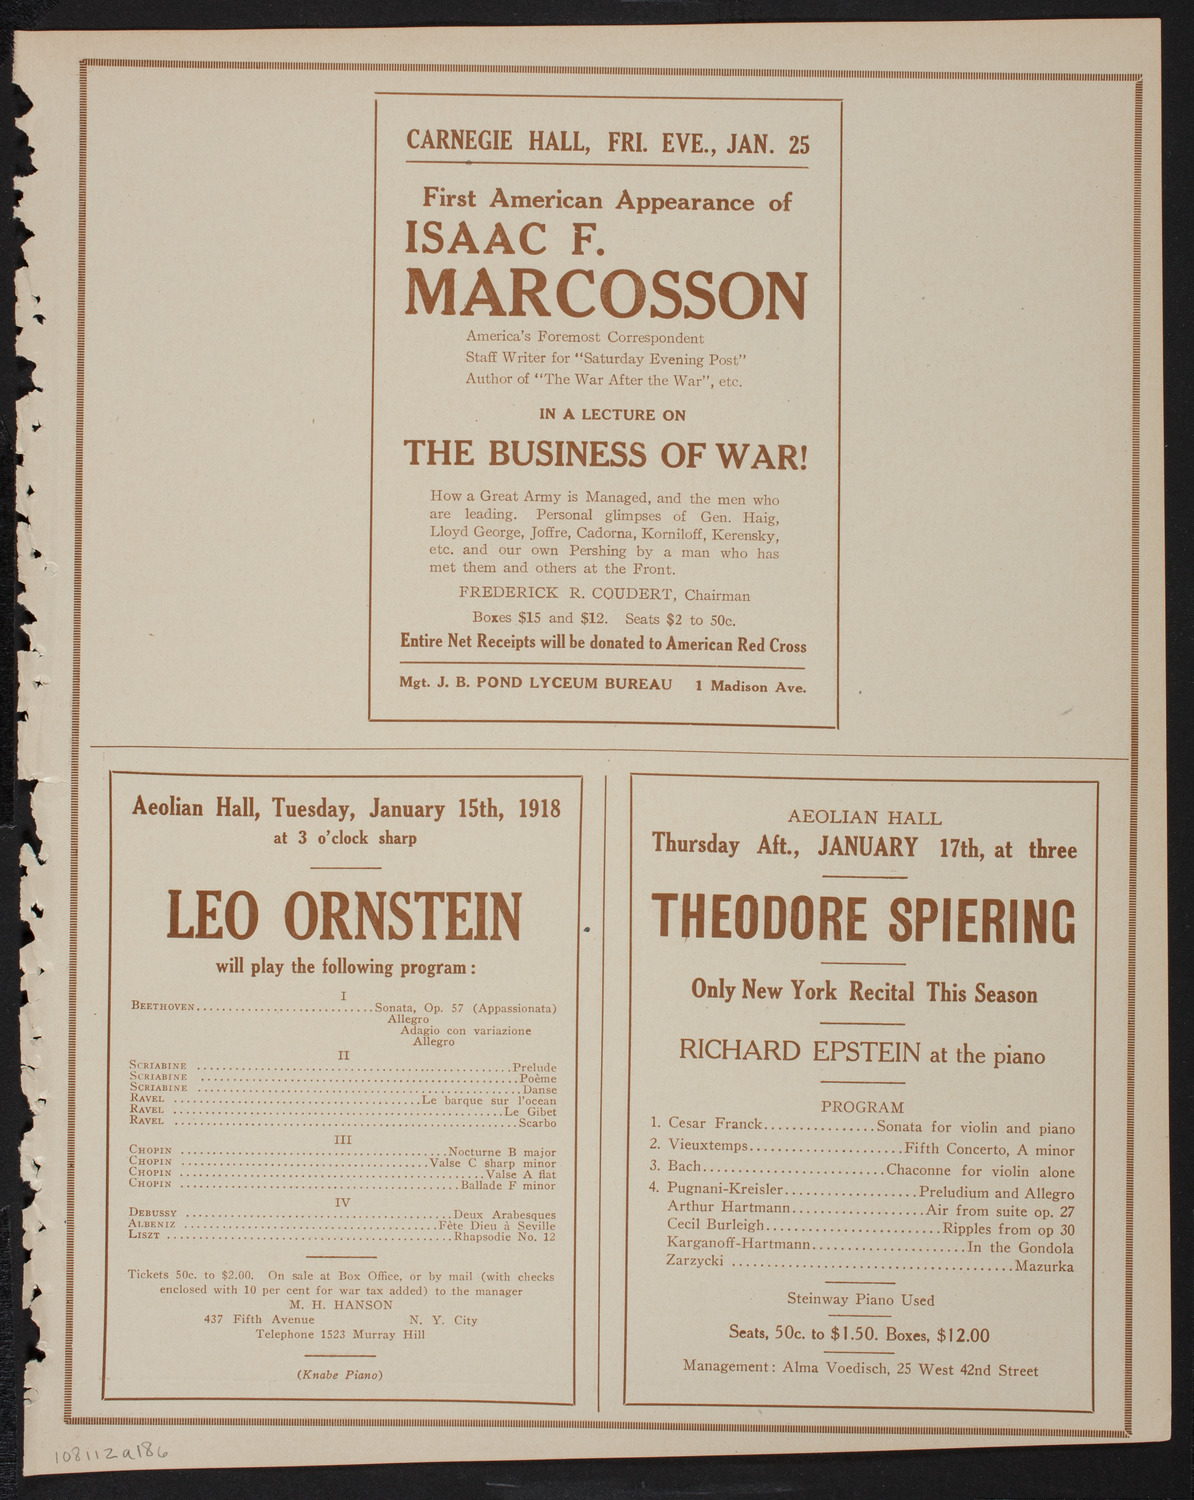 CARNEGIE HALL, FRI. EVE., JAN. 25
First American Appearance of
ISAAC F.
MARCOSSON
America's Foremost Correspondent
Staff Writer for "Saturday Evening Post"
Author of "The War After the War", etc.
IN A LECTURE ON
THE BUSINESS OF WAR!
How a Great Army is Managed, and the men who
are leading. Personal glimpses of Gen. Haig,
Lloyd George, Joffre, Cadorna, Korniloff, Kerensky,
etc. and our own Pershing by a man who has
met them and others at the Front.
FREDERICK R. COUDERT, Chairman
Boxes $15 and $12. Seats $2 to 50c.
Entire Net Receipts will be donated to American Red Cross
Mgt. J. B. POND LYCEUM BUREAU 1 Madison Ave.
Aeolian Hall, Tuesday, January 15th, 1918
at 3 o'clock sharp
LEO ORNSTEIN
will play the following program:
I
BEETHOVEN............................Sonata, Op. 57 (Appassionata)
Allegro
Adagio con variazione
Allegro
II
SCRIABINE ..................................................Prelude
SCRIABINE ..................................................Poème
SCRIABINE ..................................................Danse
RAVEL .......................................Le barque sur l'ocean
RAVEL ....................................................Le Gibet
RAVEL ......................................................Scarbo
III
CHOPIN ..........................................Nocturne B major
CHOPIN .......................................Valse C sharp minor
CHOPIN ................................................Valse A flat
CHOPIN ............................................Ballade F minor
IV
DEBUSSY ..........................................Deux Arabesques
ALBENIZ ........................................Fête Dieu à Seville
LISZT .............................................Rhapsodie No. 12
Tickets 50c. to $2.00. On sale at Box Office, or by mail (with checks
enclosed with 10 per cent for war tax added) to the manager
M. H. HANSON
437 Fifth Avenue N. Y. City
Telephone 1523 Murray Hill
(Knabe Piano)
AEOLIAN HALL
Thursday Aft., JANUARY 17th, at three
THEODORE SPIERING
Only New York Recital This Season
RICHARD EPSTEIN at the piano
PROGRAM
1. Cesar Franck...............Sonata for violin and piano
2. Vieuxtemps.....................Fifth Concerto, A minor
3. Bach.........................Chaconne for violin alone
4. Pugnani-Kreisler..................Preludium and Allegro
Arthur Hartmann..................Air from suite op. 27
Cecil Burleigh........................Ripples from op 30
Karganoff-Hartmann.....................In the Gondola
Zarzycki ......................................Mazurka
Steinway Piano Used
Seats, 50c. to $1.50. Boxes, $12.00
Management: Alma Voedisch, 25 West 42nd Street
108112a186